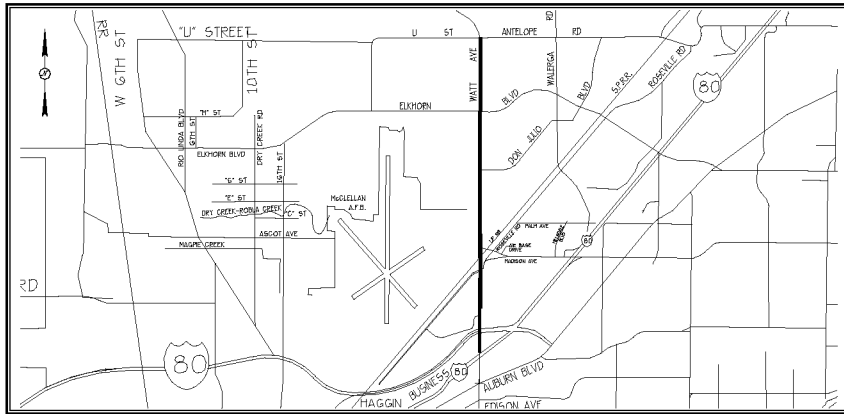 RR
W 6TH ST
"U" STREET
10TH ST
U ST
ANTELOPE RD
WATT AVE
WALERGA RD
DON JULIO BLVD
S.P.R.R.
ROSEVILLE RD
80
ELKHORN BLVD
RIO LINDA BLVD
"M" ST
6TH ST
DRY CREEK RD
16TH ST
ELKHORN BLVD
"G" ST
"E" ST
DRY CREEK-ROBLA CREEK
"C" ST
McCLELLAN
A.F.B.
ASCOT AVE
MAGPIE CREEK
ROSEVILLE RD
PALM AVE
AIR BASE
DRIVE
MADISON AVE
80
RD
80
HAGGIN
BUSINESS 80
AUBURN BLVD
EDISON AVE